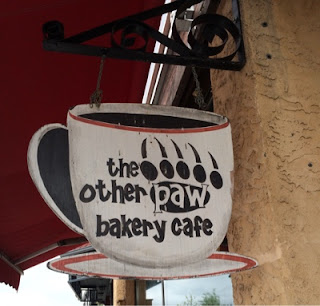 the
other paw
bakery cafe